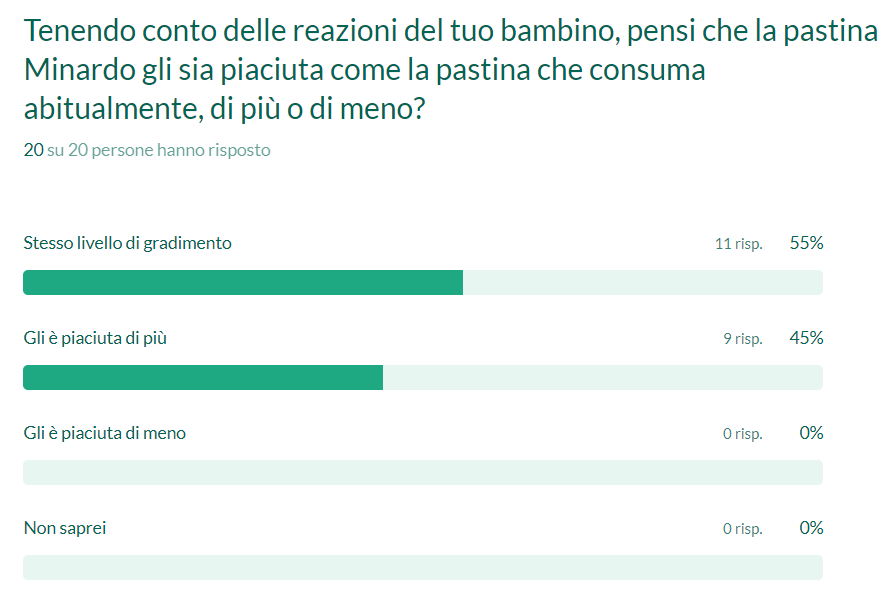 Tenendo conto delle reazioni del tuo bambino, pensi che la pastina
Minardo gli sia piaciuta come la pastina che consuma
abitualmente, di più o di meno?
20 su 20 persone hanno risposto
Stesso livello di gradimento 11 risp. 55%
Gli è piaciuta di più 9 risp. 45%
Gli è piaciuta di meno 0 risp. 0%
Non saprei 0 risp. 0%